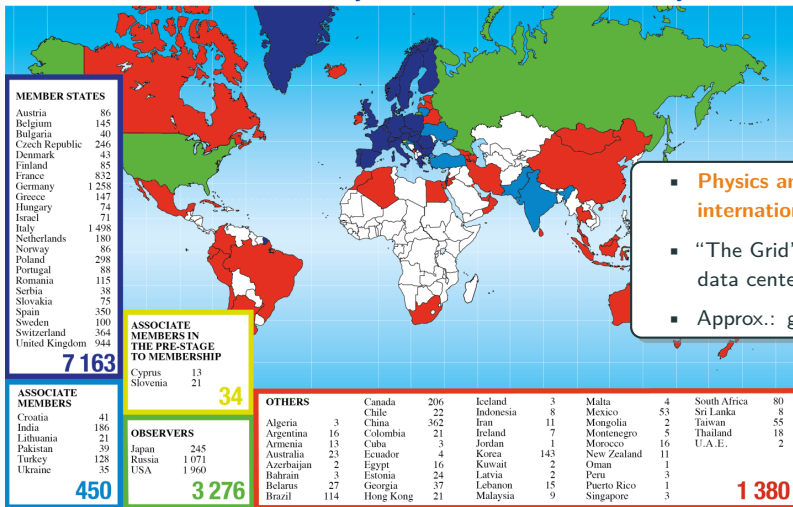 MEMBER STATES
Austria 86
Belgium 145
Bulgaria 40
Czech Republic 246
Denmark 43
Finland 85
France 832
Germany 1 258
Greece 147
Hungary 74
Israel 71
Italy 1 498
Netherlands 180
Norway 86
Poland 298
Portugal 88
Romania 115
Serbia 38
Slovakia 75
Spain 350
Sweden 100
Switzerland 364
United Kingdom 944
7 163
ASSOCIATE
MEMBERS
Croatia 41
India 186
Lithuania 21
Pakistan 39
Turkey 128
Ukraine 35
450
ASSOCIATE
MEMBERS IN
THE PRE-STAGE
TO MEMBERSHIP
Cyprus 13
Slovenia 21
34
OBSERVERS
Japan 245
Russia 1 071
USA 1 960
3 276
OTHERS
Algeria 3
Argentina 16
Armenia 13
Australia 23
Azerbaijan 2
Bahrain 3
Belarus 27
Brazil 114
Canada 206
Chile 22
China 362
Colombia 21
Cuba 3
Ecuador 4
Egypt 16
Estonia 24
Georgia 37
Hong Kong 21
Iceland 3
Indonesia 8
Iran 11
Ireland 7
Jordan 1
Korea 143
Kuwait 2
Latvia 2
Lebanon 15
Malaysia 9
Malta 4
Mexico 53
Mongolia 2
Montenegro 5
Morocco 16
New Zealand 11
Oman 1
Peru 3
Puerto Rico 1
Singapore 3
South Africa 80
Sri Lanka 8
Taiwan 55
Thailand 18
U.A.E. 2
1 380
▪ Physics
▪ "The Grid"
data
▪ Approx.: